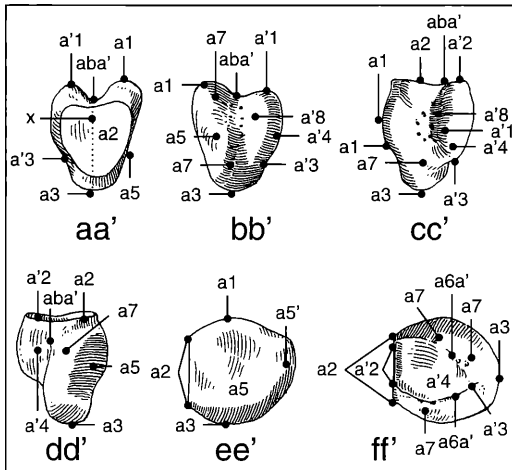 a'1 aba' a1
x a2
a'3 a5
a3
aa'
a7 aba' a'1
a1
a'8
a5 a'4
a7 a'3
a3
bb'
aba'
a2 a'2
a1
a'8
a'1
a1 a'4
a7
a'3
a3
cc'
a'2 a2
aba' a7
a5
a'4 a3
dd'
a1
a5'
a2
a5
a3
ee'
a6a'
a7 a7
a3
a2 a'2
a'4
a'3
a7 a6a'
ff'